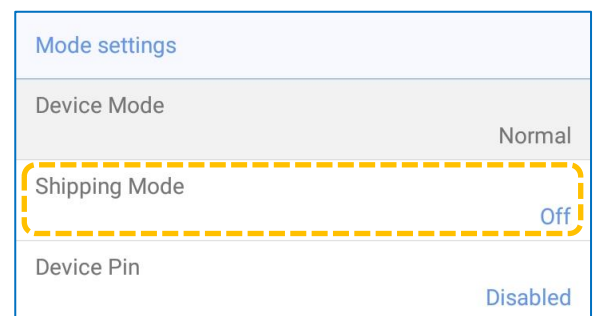 Mode settings
Device Mode
Normal
Shipping Mode
Off
Device Pin
Disabled